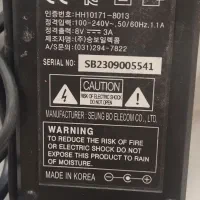 인증번호: HH10171-8013
입력정격: 100-240V~,50/60Hz,1.1A
출력정격: 8V ⎓ 3A
제조자명: (주)승보일렉콤
A/S문의: (031)294-7822
SERIAL NO: SB2309005541
CAUTION
RISK OF ELECTRIC SHOCK
DO NOT OPEN
MANUFACTURER: SEUNG BO ELECOM CO., LTD.
WARNING
TO REDUCE THE RISK OF FIRE
OR ELECTRIC SHOCK DO NOT
EXPOSE THIS PRODUCT TO RAIN
OR MOISTURE.
MADE IN KOREA